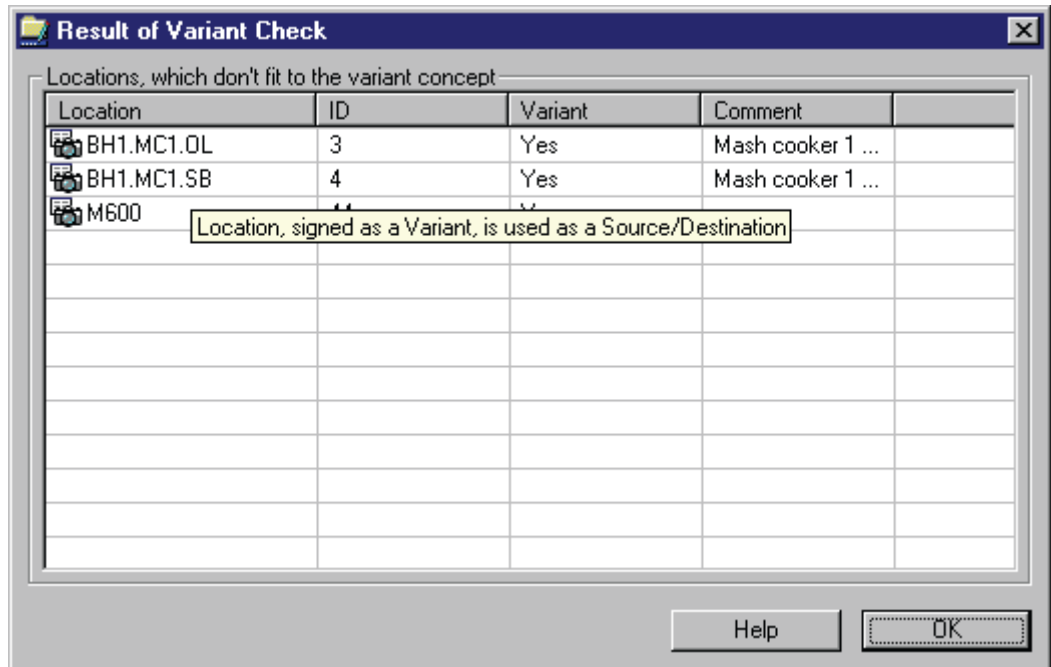 Result of Variant Check
Locations, which don't fit to the variant concept
Location ID Variant Comment
BH1.MC1.OL 3 Yes Mash cooker 1 ...
BH1.MC1.SB 4 Yes Mash cooker 1 ...
M600
Location, signed as a Variant, is used as a Source/Destination
Help OK